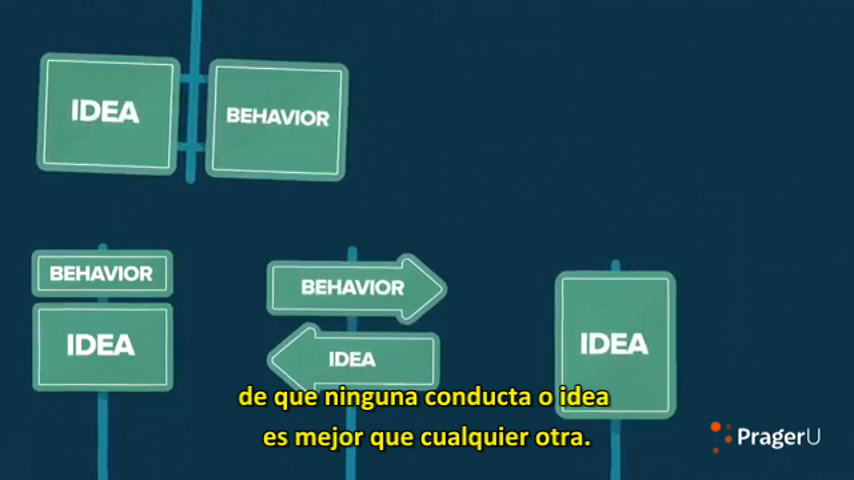 IDEA
BEHAVIOR
BEHAVIOR
IDEA
BEHAVIOR
IDEA
IDEA
de que ninguna conducta o idea
es mejor que cualquier otra.
PragerU